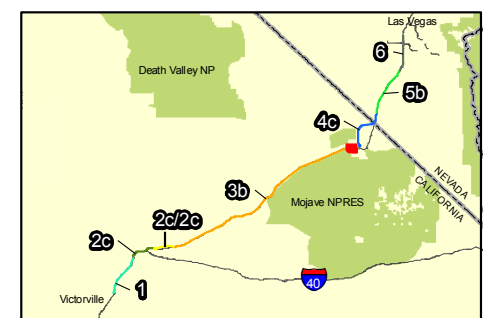 Las Vegas
6
Death Valley NP
5b
4c
NEVADA
CALIFORNIA
3b
Mojave NPRES
2c/2c
2c
40
1
Victorville